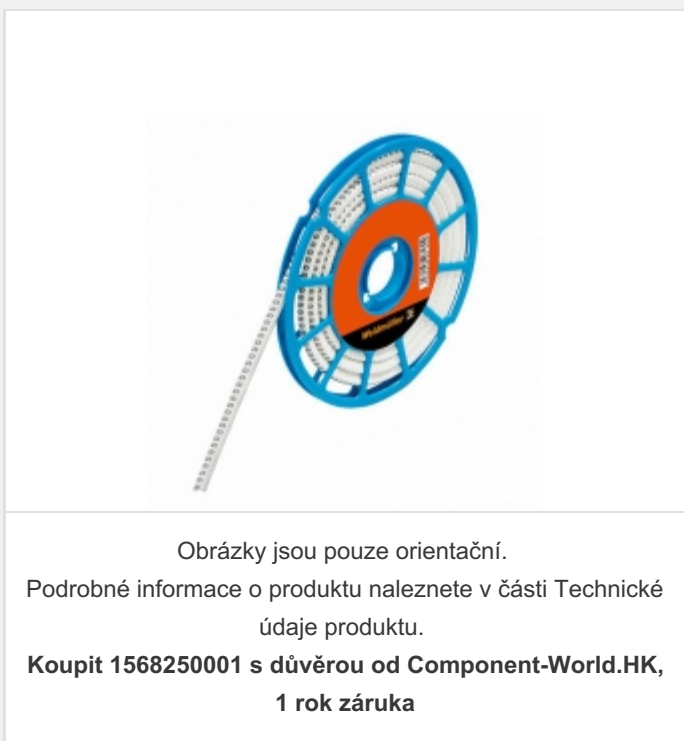 Weidmüller
Obrázky jsou pouze orientační.
Podrobné informace o produktu naleznete v části Technické
údaje produktu.
Koupit 1568250001 s důvěrou od Component-World.HK,
1 rok záruka